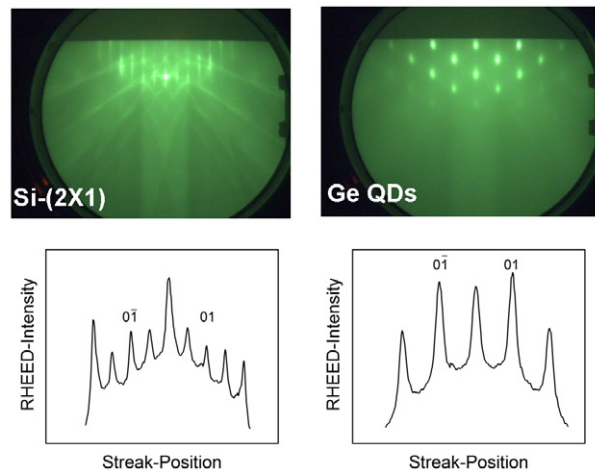 Si-(2X1)
Ge QDs
01̄
01
RHEED-Intensity
Streak-Position
01̄
01
RHEED-Intensity
Streak-Position